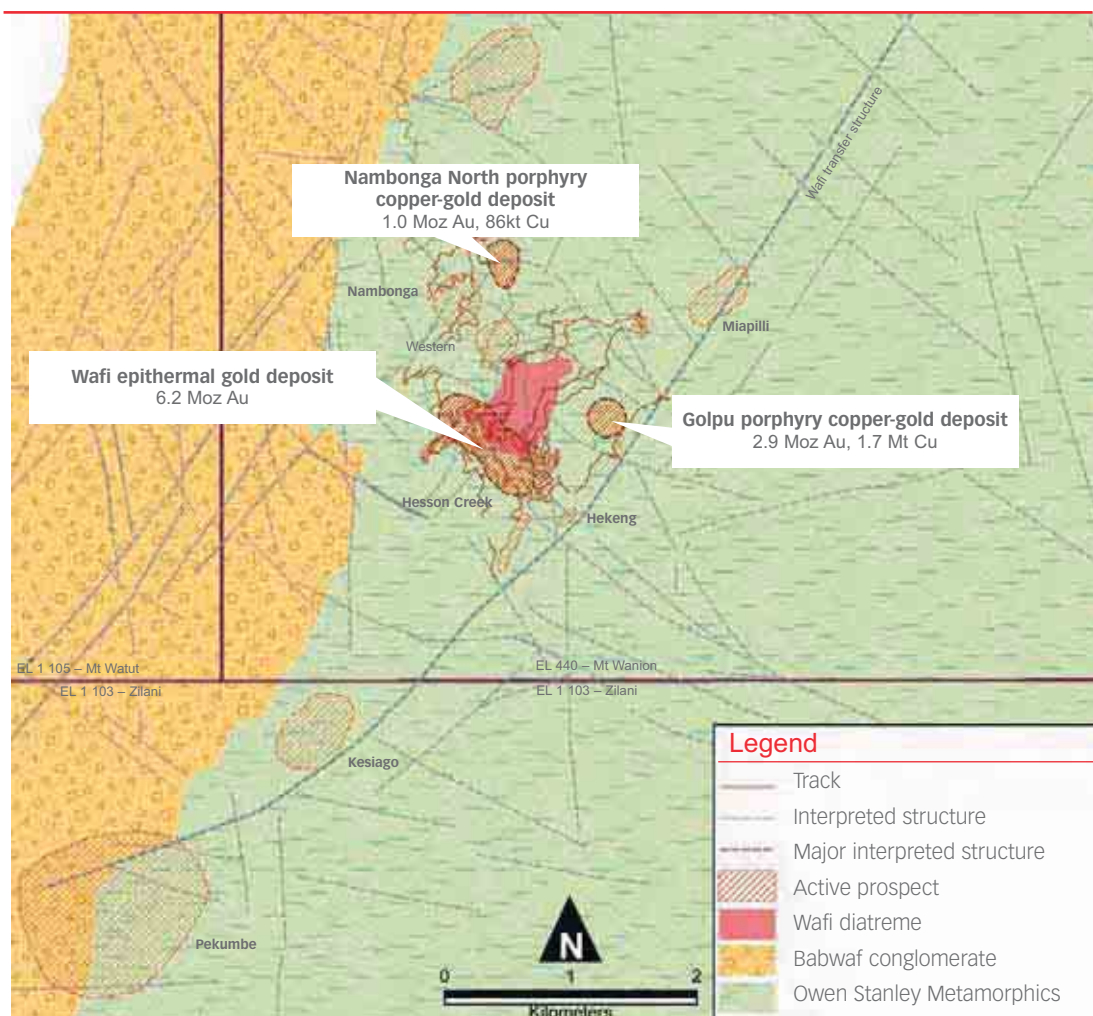 Wafi transfer structure
Nambonga North porphyry
copper-gold deposit
1.0 Moz Au, 86kt Cu
Nambonga
Miapilli
Western
Wafi epithermal gold deposit
6.2 Moz Au
Golpu porphyry copper-gold deposit
2.9 Moz Au, 1.7 Mt Cu
Hesson Creek
Hekeng
EL 1 105 – Mt Watut
EL 440 – Mt Wanion
EL 1 103 – Zilani
EL 1 103 – Zilani
Kesiago
Pekumbe
N
0 1 2
Kilometers
Legend
Track
Interpreted structure
Major interpreted structure
Active prospect
Wafi diatreme
Babwaf conglomerate
Owen Stanley Metamorphics